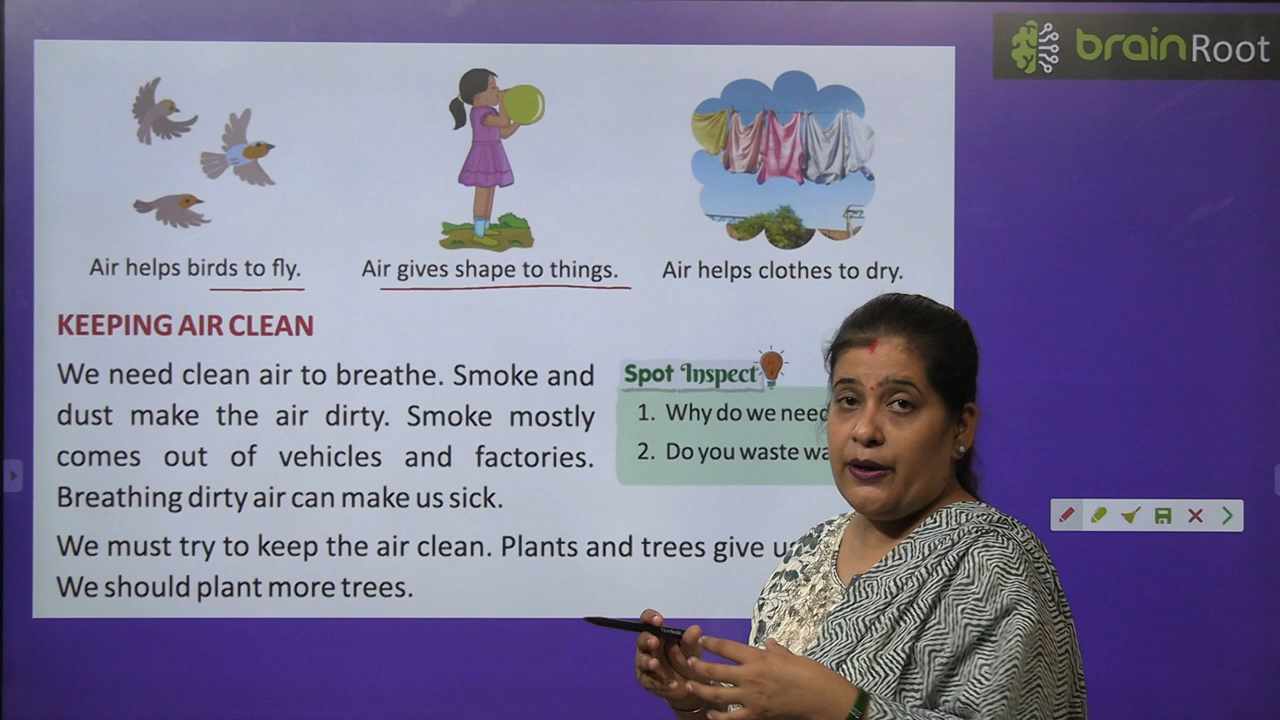 brainRoot
Air helps birds to fly.
Air gives shape to things.
Air helps clothes to dry.
KEEPING AIR CLEAN
We need clean air to breathe. Smoke and
dust make the air dirty. Smoke mostly
comes out of vehicles and factories.
Breathing dirty air can make us sick.
Spot Inspect
1. Why do we need
2. Do you waste
We must try to keep the air clean. Plants and trees give
We should plant more trees.